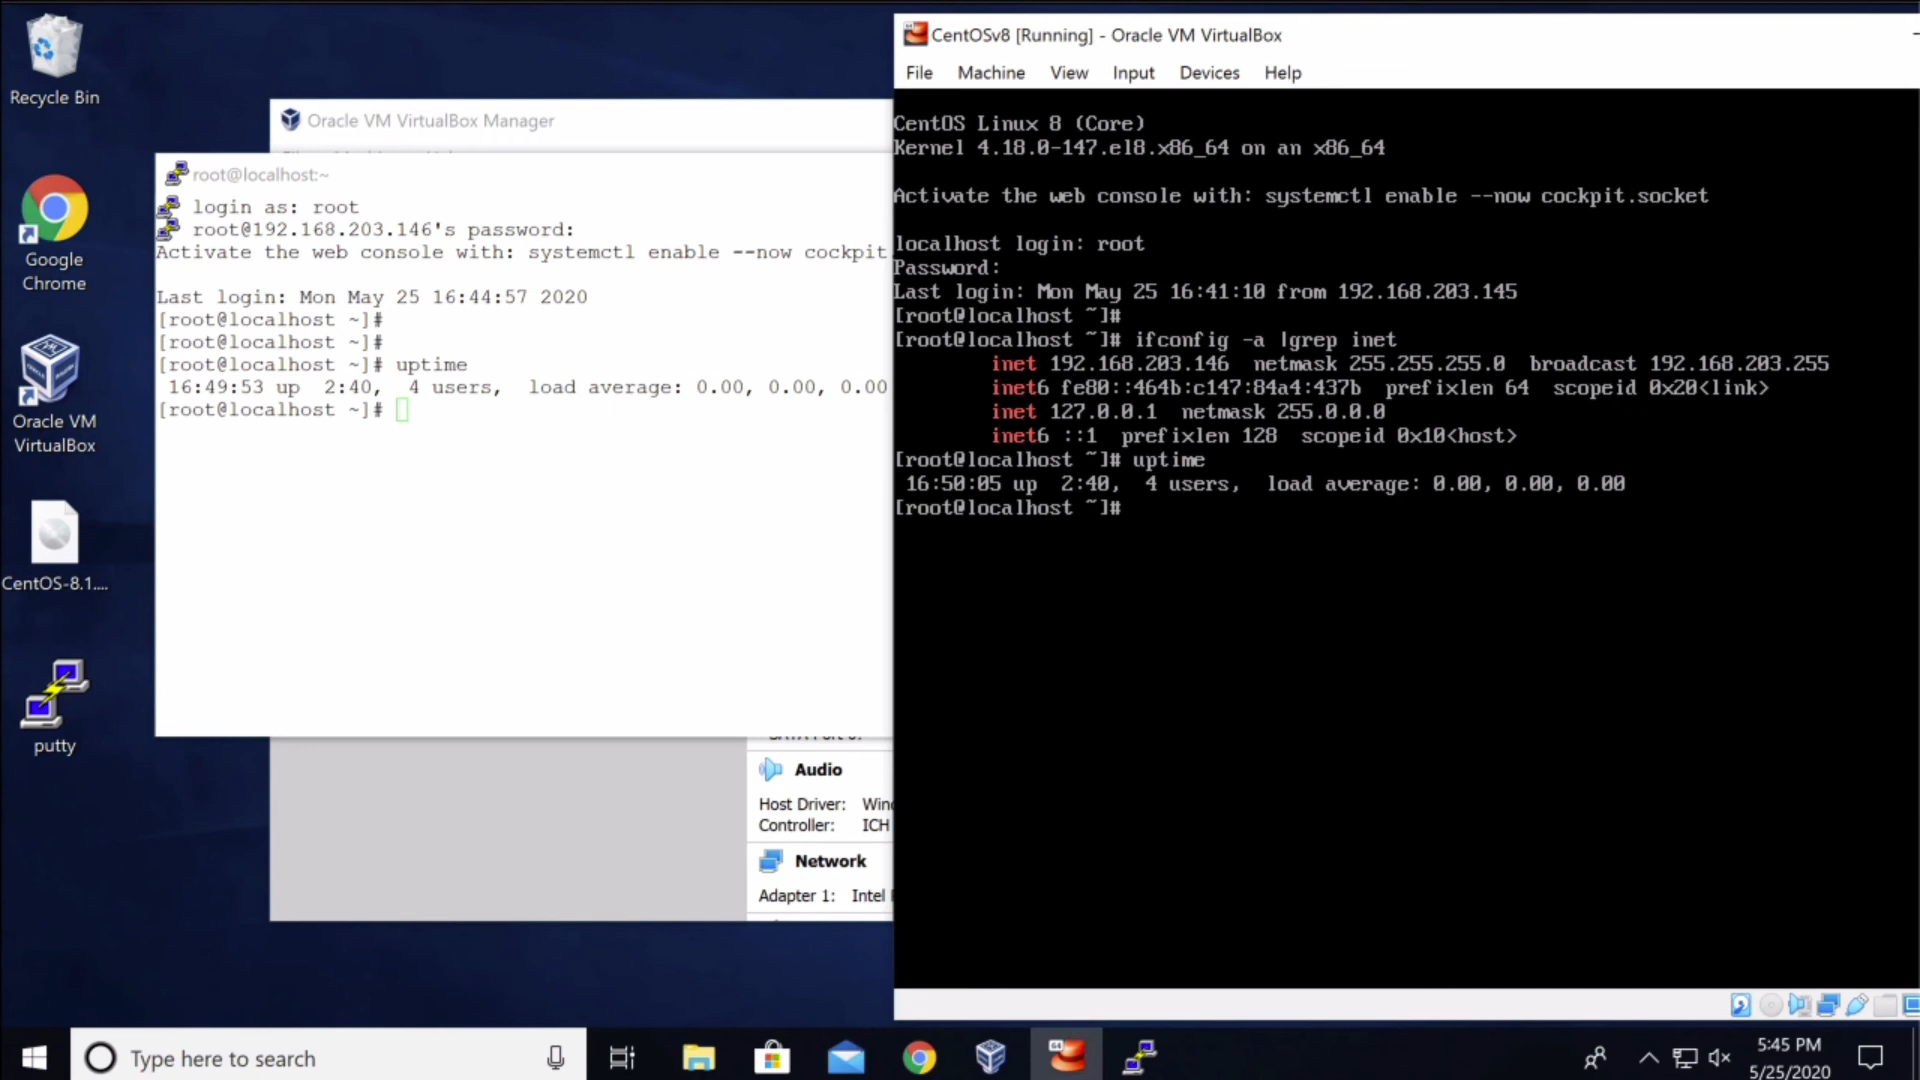 Recycle Bin
Google
Chrome
Oracle VM
VirtualBox
CentOS-8.1....
putty
Oracle VM VirtualBox Manager
root@localhost:~
login as: root
root@192.168.203.146's password:
Activate the web console with: systemctl enable --now cockpit.
Last login: Mon May 25 16:44:57 2020
[root@localhost ~]#
[root@localhost ~]#
[root@localhost ~]# uptime
16:49:53 up  2:40,  4 users,  load average: 0.00, 0.00, 0.00
[root@localhost ~]#
Audio
Host Driver: Win
Controller: ICH
Network
Adapter 1: Intel
CentOSv8 [Running] - Oracle VM VirtualBox
File Machine View Input Devices Help
CentOS Linux 8 (Core)
Kernel 4.18.0-147.el8.x86_64 on an x86_64
Activate the web console with: systemctl enable --now cockpit.socket
localhost login: root
Password:
Last login: Mon May 25 16:41:10 from 192.168.203.145
[root@localhost ~]#
[root@localhost ~]# ifconfig -a |grep inet
inet 192.168.203.146  netmask 255.255.255.0  broadcast 192.168.203.255
inet6 fe80::464b:c147:84a4:437b  prefixlen 64  scopeid 0x20<link>
inet 127.0.0.1  netmask 255.0.0.0
inet6 ::1  prefixlen 128  scopeid 0x10<host>
[root@localhost ~]# uptime
16:50:05 up  2:40,  4 users,  load average: 0.00, 0.00, 0.00
[root@localhost ~]#
Type here to search
64
5:45 PM
5/25/2020